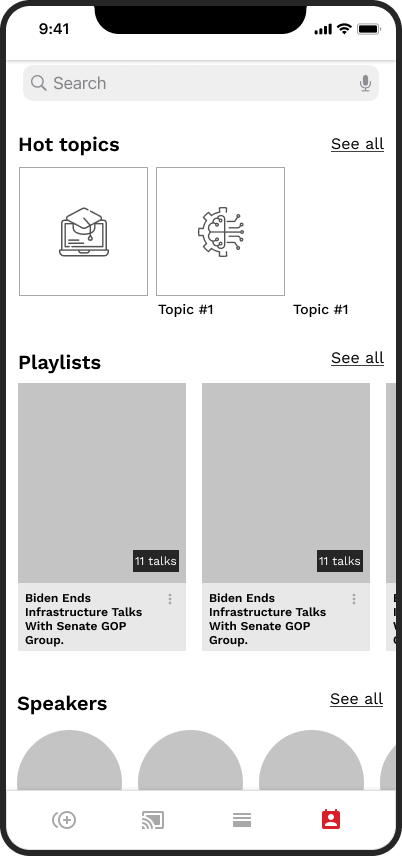 9:41
Search
Hot topics
See all
Topic #1
Topic #1
Playlists
See all
11 talks
11 talks
Biden Ends
Infrastructure Talks
With Senate GOP
Group.
Biden Ends
Infrastructure Talks
With Senate GOP
Group.
Speakers
See all